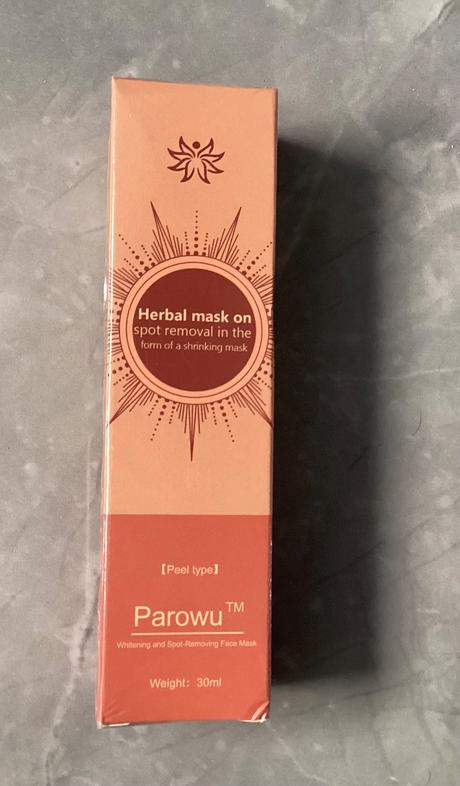 Herbal mask on
spot removal in the
form of a shrinking mask
【Peel type】
Parowu™
Whitening and Spot-Removing Face Mask
Weight: 30ml